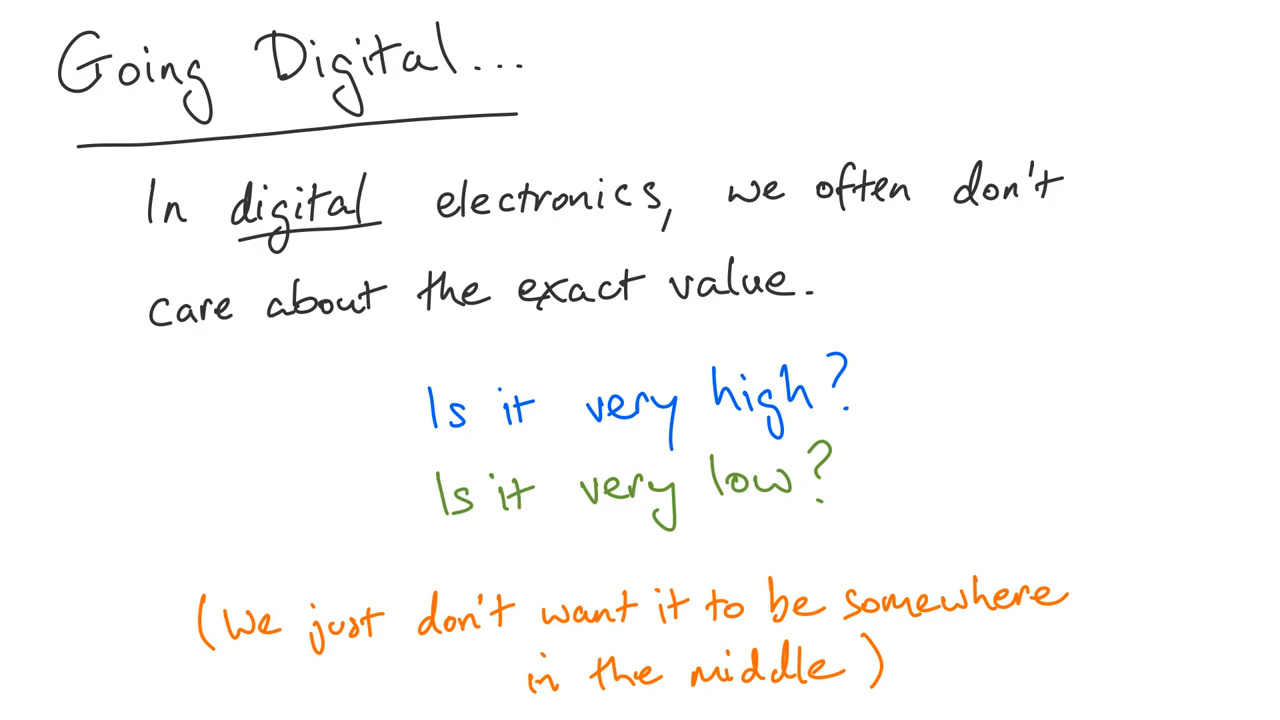 Going Digital...
In digital electronics, we often don't
care about the exact value.
Is it very high?
Is it very low?
(We just don't want it to be somewhere
in the middle)